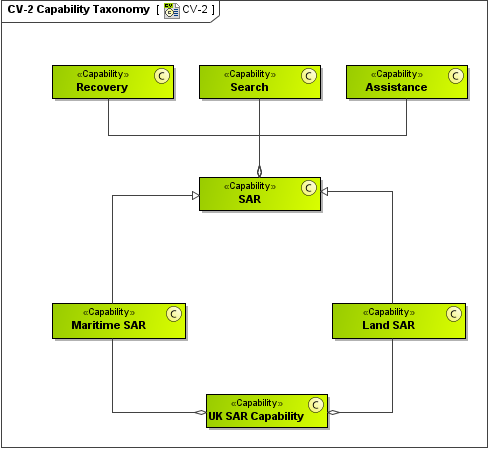 CV-2 Capability Taxonomy [ CV-2 ]
«Capability» C
Recovery
«Capability» C
Search
«Capability» C
Assistance
«Capability» C
SAR
«Capability» C
Maritime SAR
«Capability» C
Land SAR
«Capability» C
UK SAR Capability